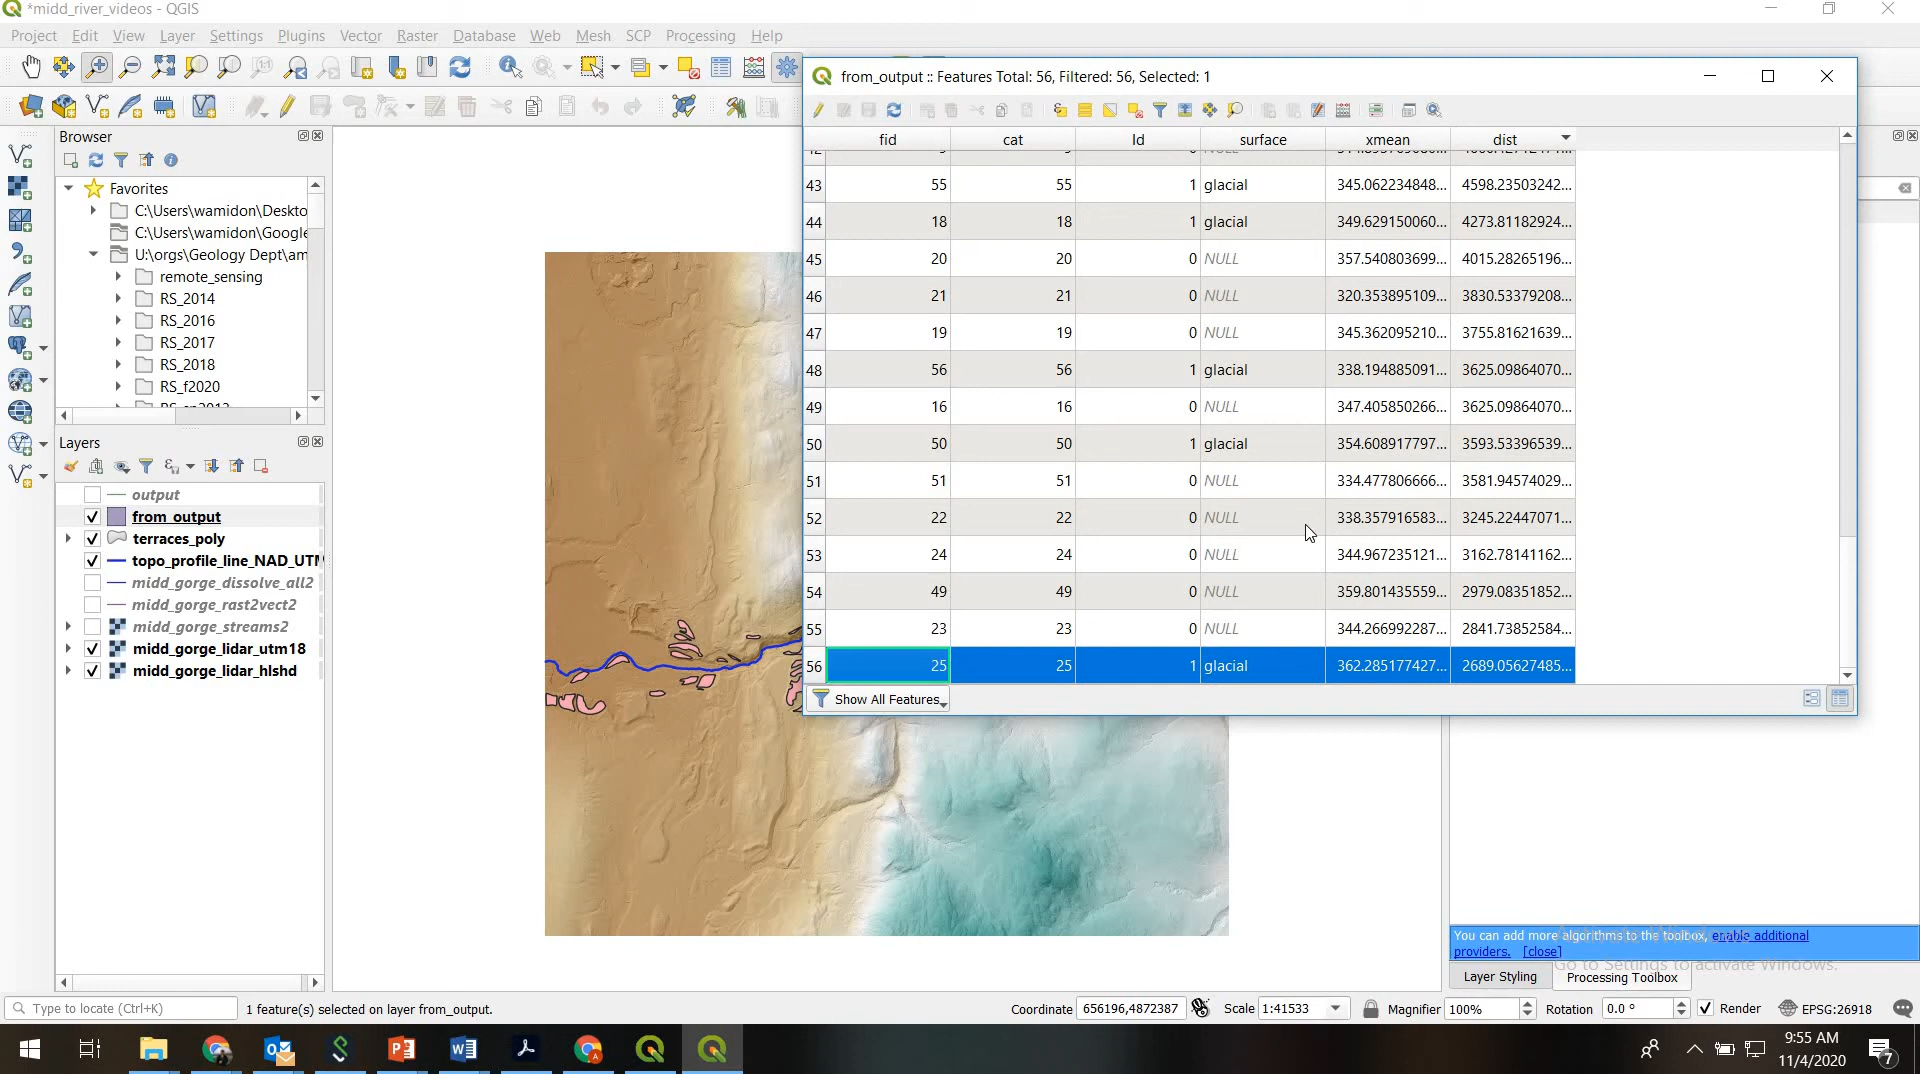 *midd_river_videos - QGIS
Project Edit View Layer Settings Plugins Vector Raster Database Web Mesh SCP Processing Help
from_output :: Features Total: 56, Filtered: 56, Selected: 1
Browser
Favorites
C:\Users\wamidon\Deskto
C:\Users\wamidon\Google
U:\orgs\Geology Dept\am
remote_sensing
RS_2014
RS_2016
RS_2017
RS_2018
RS_f2020
Layers
output
from_output
terraces_poly
topo_profile_line_NAD_UTM
midd_gorge_dissolve_all2
midd_gorge_rast2vect2
midd_gorge_streams2
midd_gorge_lidar_utm18
midd_gorge_lidar_hlshd
fid cat Id surface xmean dist
43 55 55 1 glacial 345.062234848... 4598.23503242...
44 18 18 1 glacial 349.629150060... 4273.81182924...
45 20 20 0 NULL 357.540803699... 4015.28265196...
46 21 21 0 NULL 320.353895109... 3830.53379208...
47 19 19 0 NULL 345.362095210... 3755.81621639...
48 56 56 1 glacial 338.194885091... 3625.09864070...
49 16 16 0 NULL 347.405850266... 3625.09864070...
50 50 50 1 glacial 354.608917797... 3593.53396539...
51 51 51 0 NULL 334.477806666... 3581.94574029...
52 22 22 0 NULL 338.357916583... 3245.22447071...
53 24 24 0 NULL 344.967235121... 3162.78141162...
54 49 49 0 NULL 359.801435559... 2979.08351852...
55 23 23 0 NULL 344.266992287... 2841.73852584...
56 25 25 1 glacial 362.285177427... 2689.05627485...
Show All Features
You can add more algorithms to the toolbox, enable additional
providers. [close]
Go to Settings to activate Windows.
Layer Styling Processing Toolbox
Type to locate (Ctrl+K) 1 feature(s) selected on layer from_output. Coordinate 656196,4872387 Scale 1:41533 Magnifier 100% Rotation 0.0 ° Render EPSG:26918
9:55 AM
11/4/2020
7